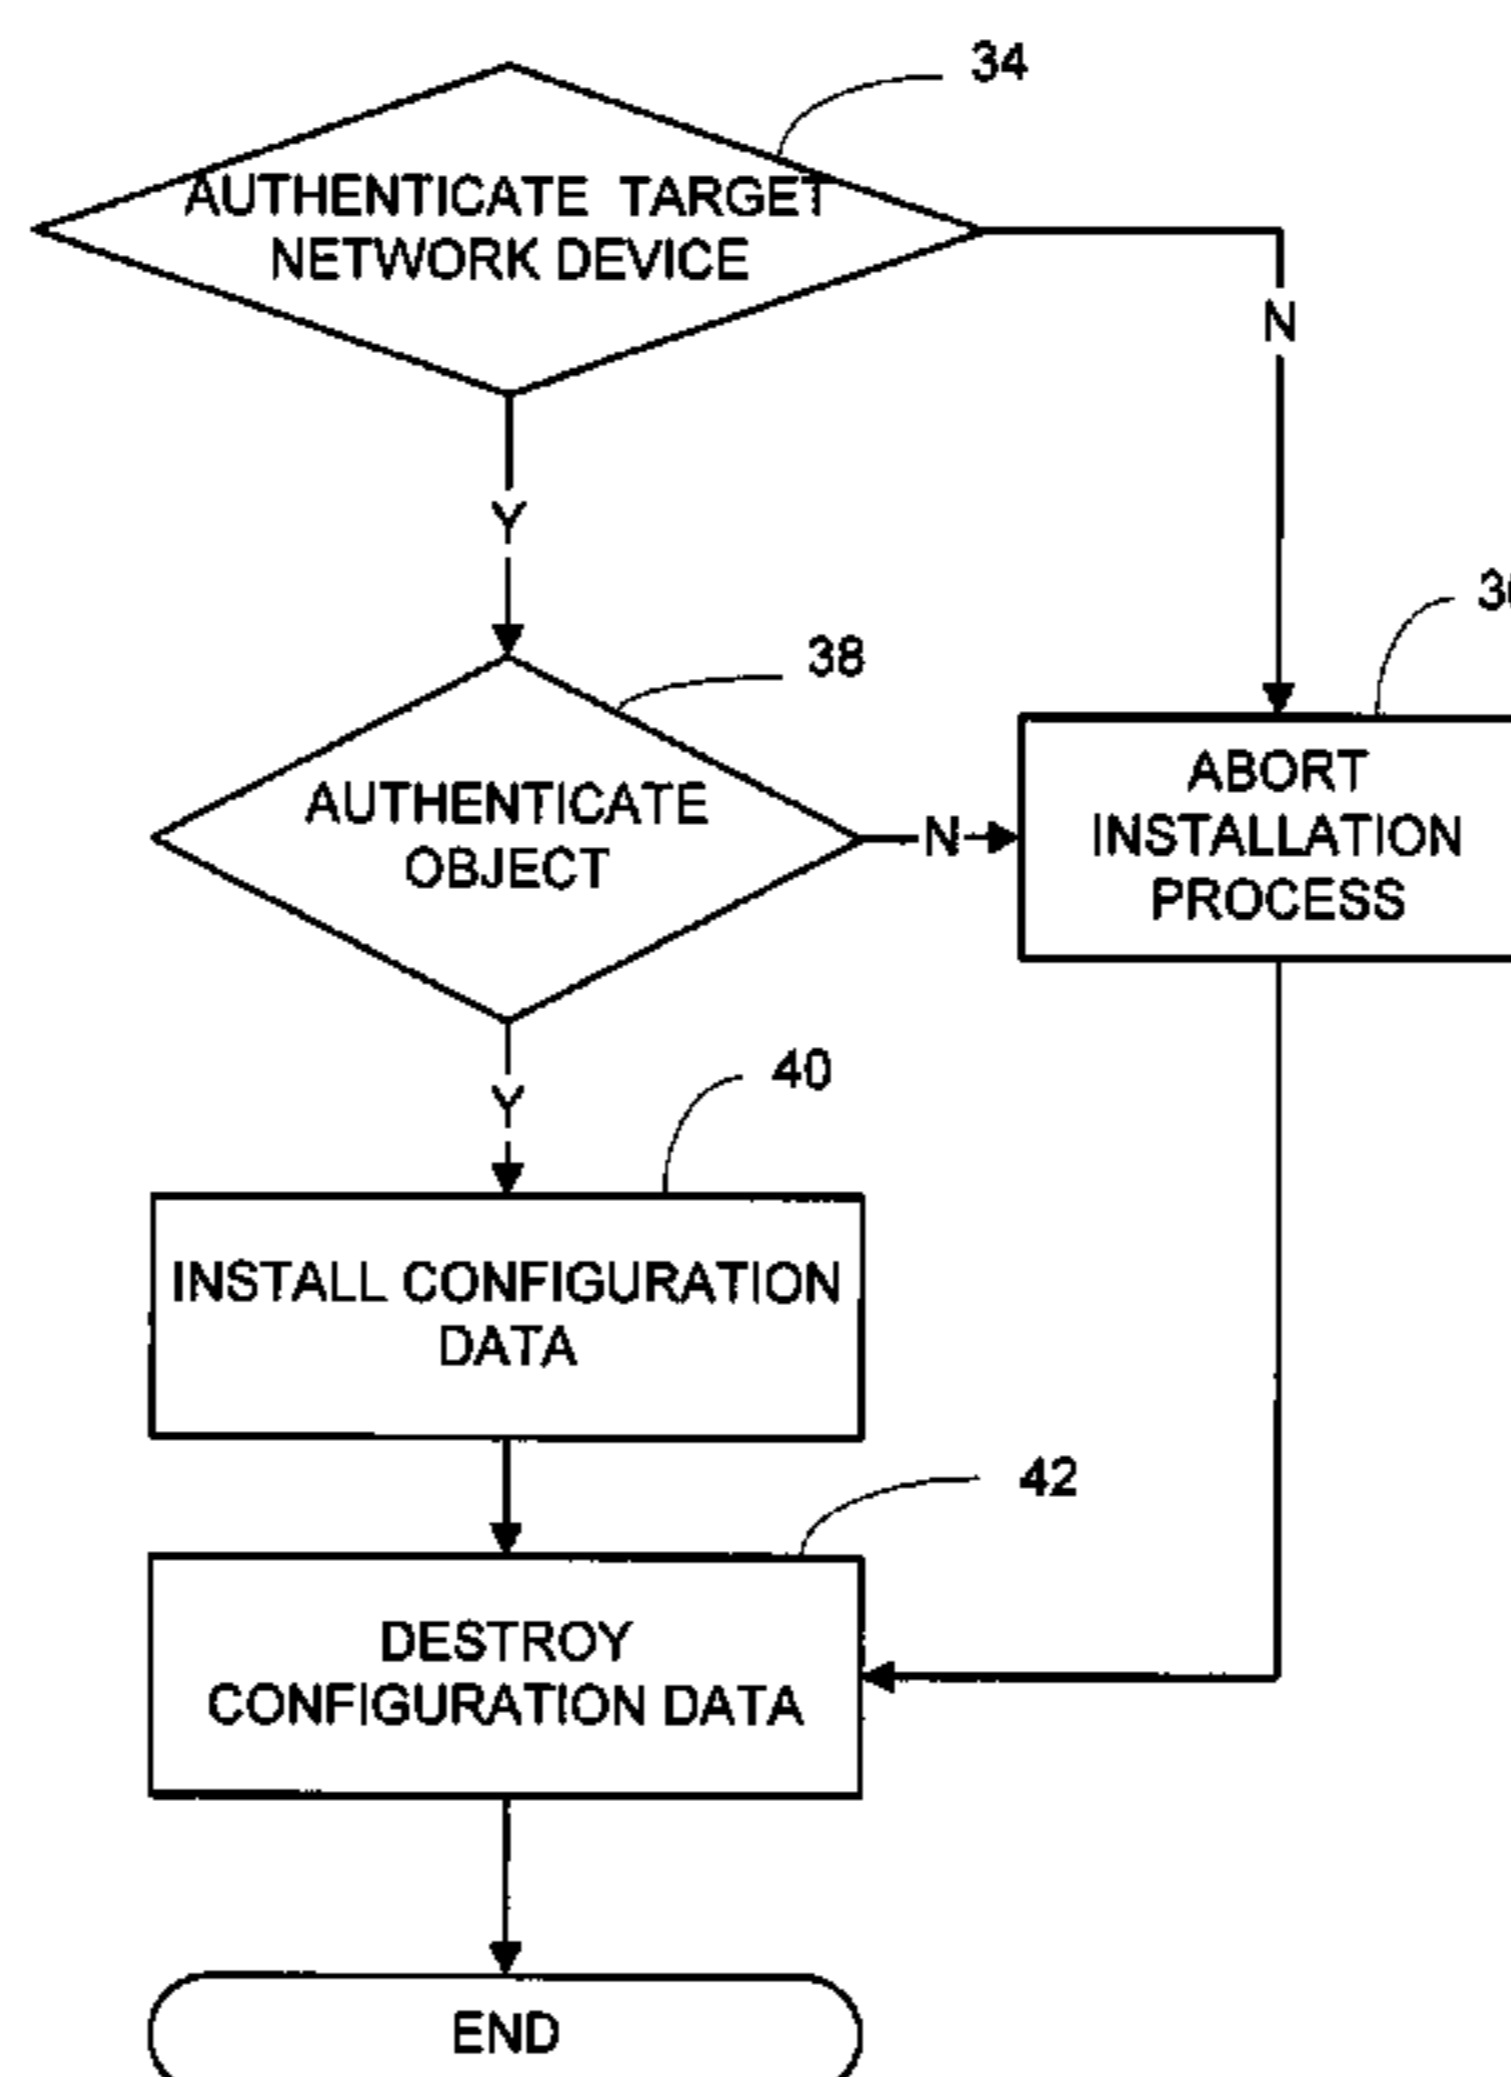 34
AUTHENTICATE TARGET
NETWORK DEVICE
N
Y
38
AUTHENTICATE
OBJECT
N
ABORT
INSTALLATION
PROCESS
Y
40
INSTALL CONFIGURATION
DATA
42
DESTROY
CONFIGURATION DATA
END